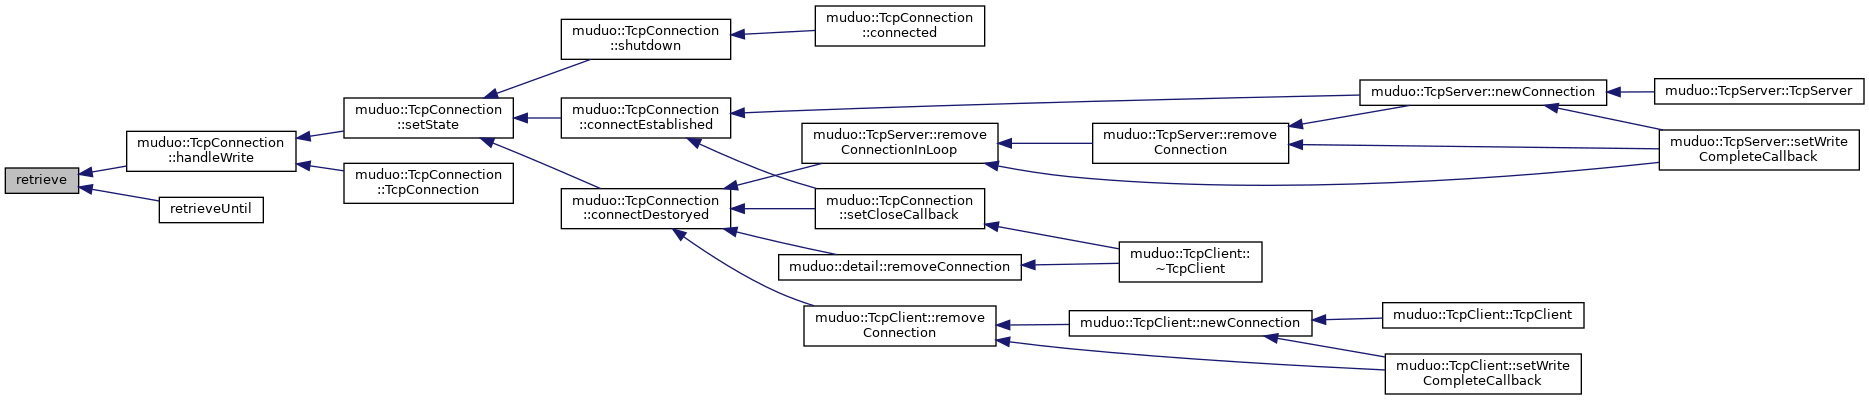 retrieve
muduo::TcpConnection
::handleWrite
retrieveUntil
muduo::TcpConnection
::setState
muduo::TcpConnection
::TcpConnection
muduo::TcpConnection
::shutdown
muduo::TcpConnection
::connectEstablished
muduo::TcpConnection
::connectDestoryed
muduo::TcpConnection
::connected
muduo::TcpServer::remove
ConnectionInLoop
muduo::TcpConnection
::setCloseCallback
muduo::detail::removeConnection
muduo::TcpClient::remove
Connection
muduo::TcpServer::remove
Connection
muduo::TcpClient::
~TcpClient
muduo::TcpClient::newConnection
muduo::TcpServer::newConnection
muduo::TcpClient::TcpClient
muduo::TcpClient::setWrite
CompleteCallback
muduo::TcpServer::TcpServer
muduo::TcpServer::setWrite
CompleteCallback